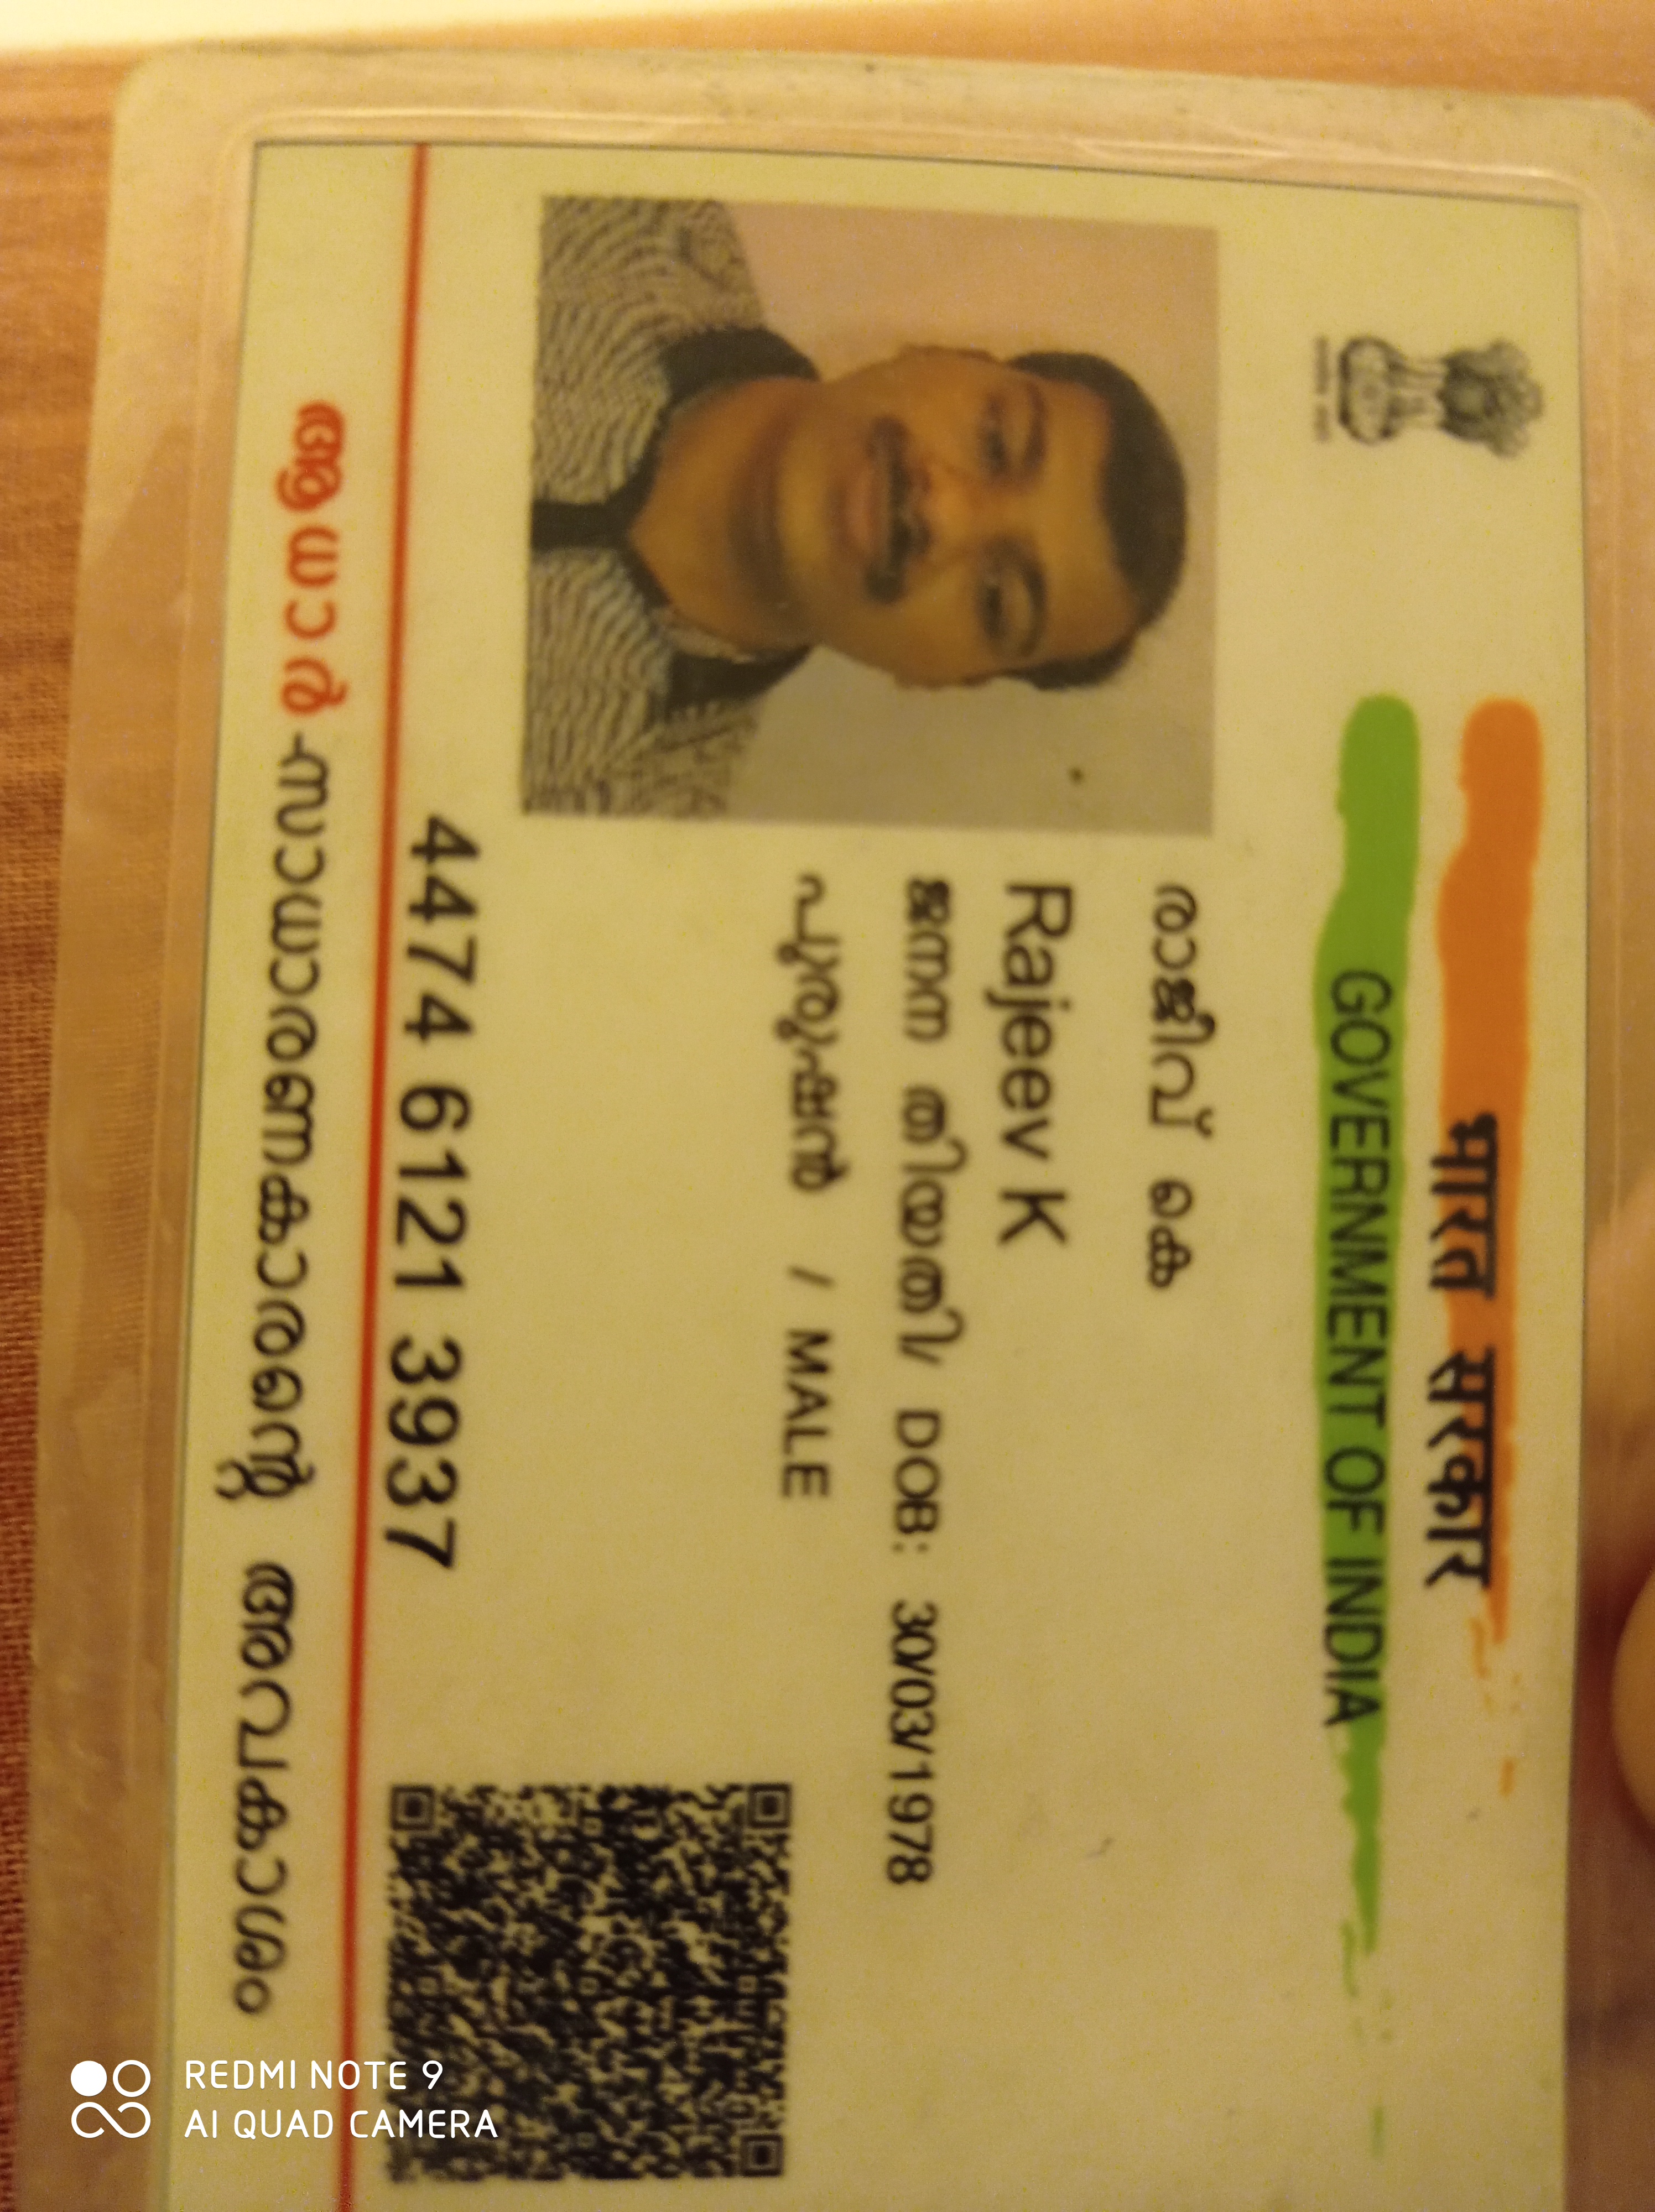 भारत सरकार
GOVERNMENT OF INDIA
രാജീവ് കെ
Rajeev K
ജനന തിയ്യതി/ DOB: 30/03/1978
പുരുഷൻ / MALE
4474 6121 3937
ആധാർ - സാധാരണക്കാരന്റെ അവകാശം
REDMI NOTE 9
AI QUAD CAMERA